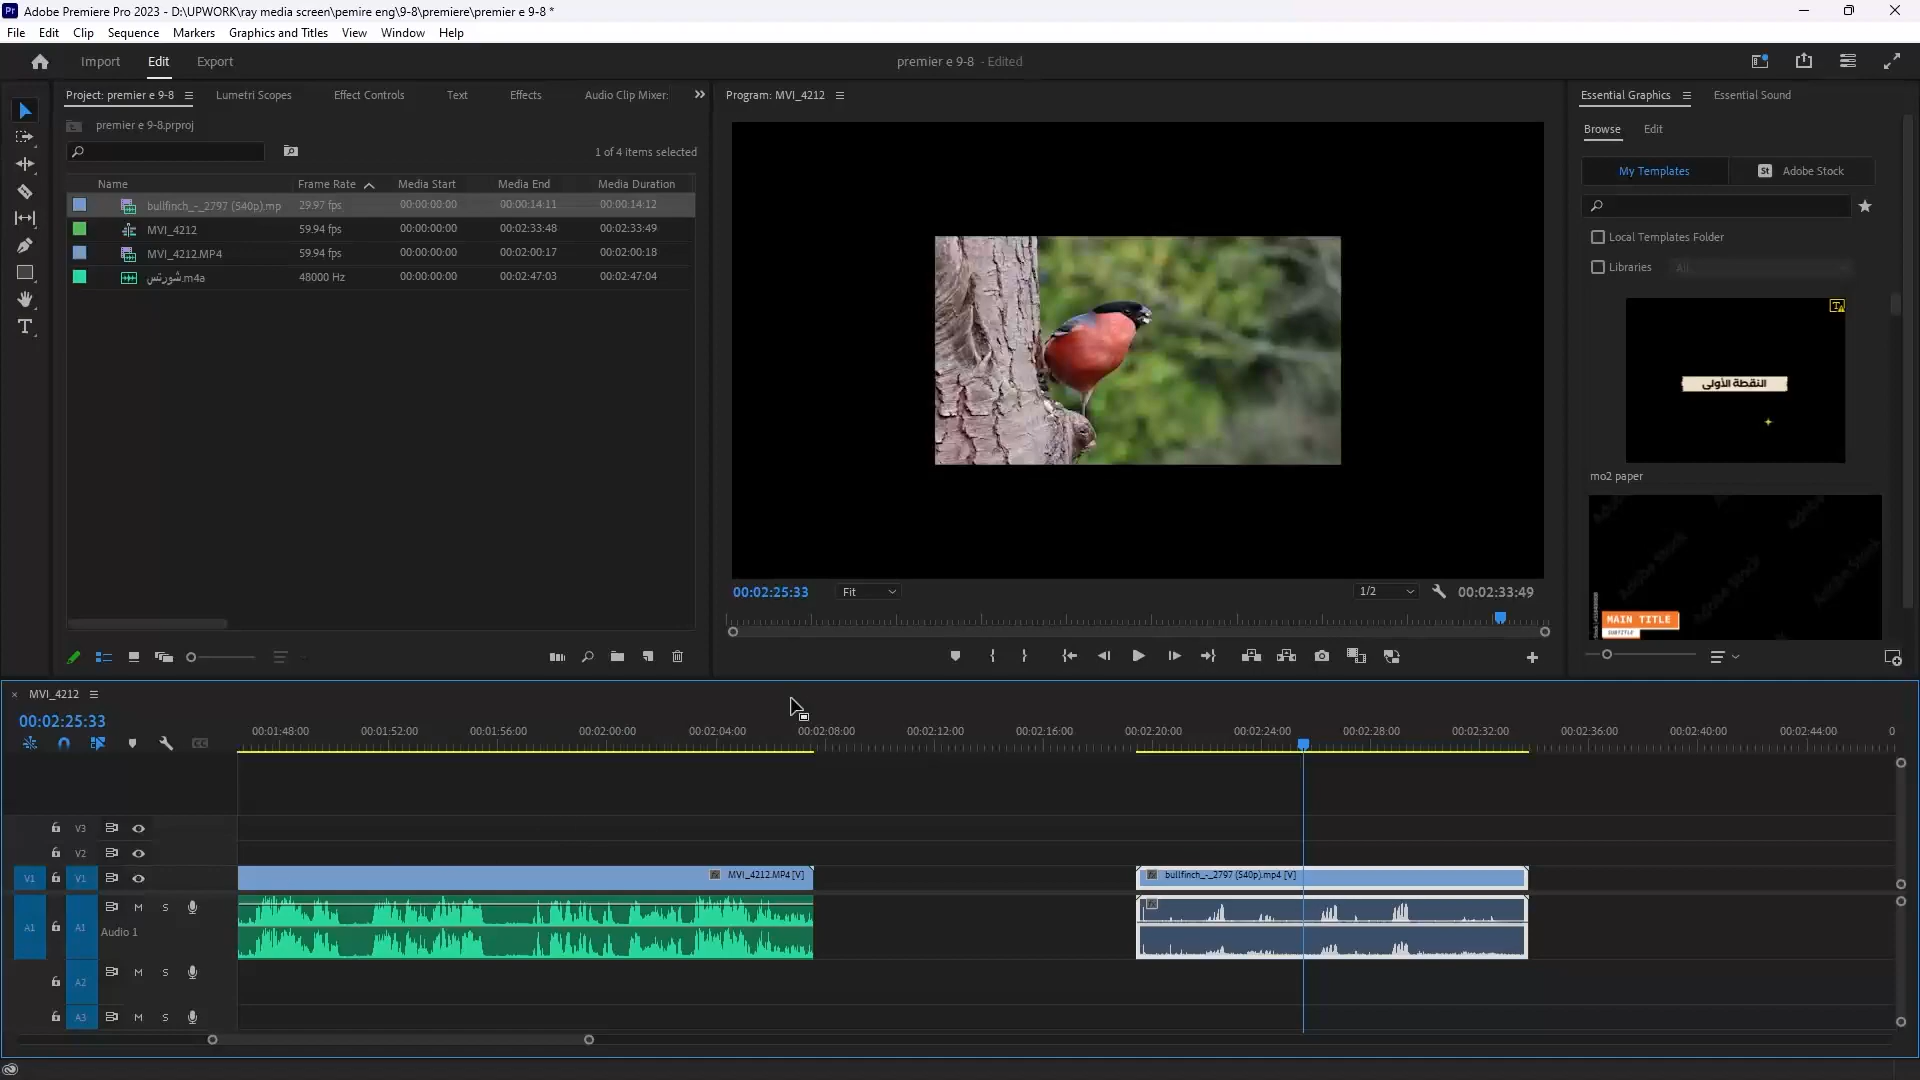 Adobe Premiere Pro 2023 - D:\UPWORK\ray media screen\pemire eng\9-8\premiere\premier e 9-8 *
File Edit Clip Sequence Markers Graphics and Titles View Window Help
Import Edit Export premier e 9-8 - Edited
Project: premier e 9-8 Lumetri Scopes Effect Controls Text Effects Audio Clip Mixer:
premier e 9-8.prproj
1 of 4 items selected
Name Frame Rate Media Start Media End Media Duration
bullfinch_-_2797 (540p).mp 29.97 fps 00:00:00:00 00:00:14:11 00:00:14:12
MVI_4212 59.94 fps 00:00:00:00 00:02:33:48 00:02:33:49
MVI_4212.MP4 59.94 fps 00:00:00:00 00:02:00:17 00:02:00:18
شورتس.m4a 48000 Hz 00:00:00:00 00:02:47:03 00:02:47:04
Program: MVI_4212
00:02:25:33 Fit 1/2 00:02:33:49
Essential Graphics Essential Sound
Browse Edit
My Templates St Adobe Stock
Local Templates Folder
Libraries All
النقطة الأولى
mo2 paper
Adobe Stock
MAIN TITLE
SUBTITLE
MVI_4212
00:02:25:33
00:01:48:00 00:01:52:00 00:01:56:00 00:02:00:00 00:02:04:00 00:02:08:00 00:02:12:00 00:02:16:00 00:02:20:00 00:02:24:00 00:02:28:00 00:02:32:00 00:02:36:00 00:02:40:00 00:02:44:00 0
V3
V2
V1 V1 MVI_4212.MP4 [V] bullfinch_-_2797 (540p).mp4 [V]
M S
A1 A1 Audio 1
A2 M S
A3 M S